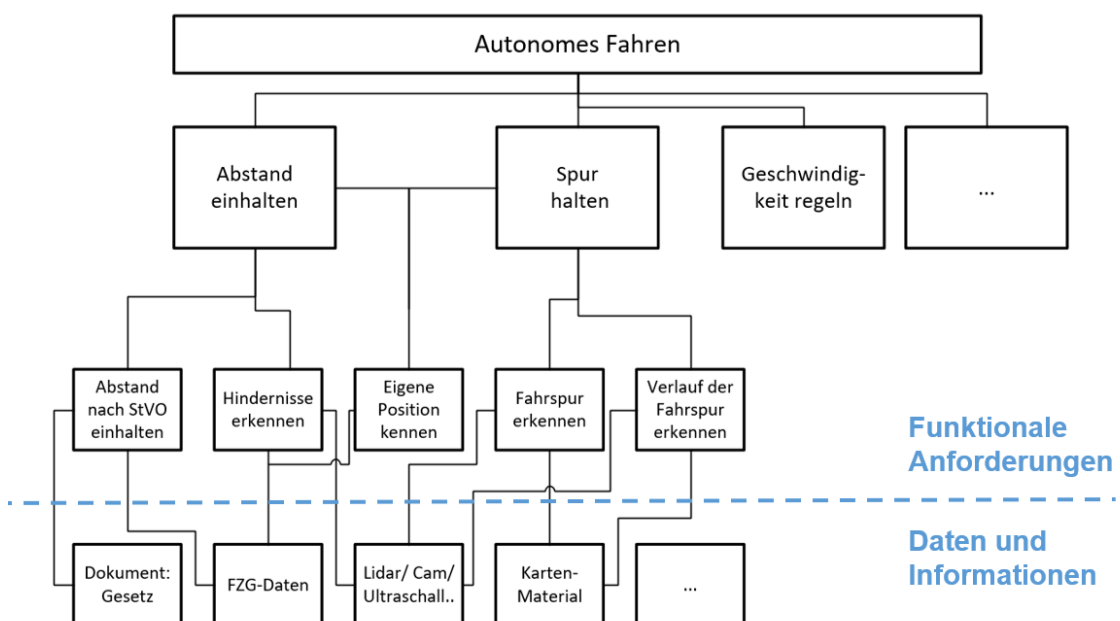 Autonomes Fahren
Abstand
einhalten
Spur
halten
Geschwindig-
keit regeln
...
Abstand
nach StVO
einhalten
Hindernisse
erkennen
Eigene
Position
kennen
Fahrspur
erkennen
Verlauf der
Fahrspur
erkennen
Funktionale
Anforderungen
Dokument:
Gesetz
FZG-Daten
Lidar/ Cam/
Ultraschall..
Karten-
Material
...
Daten und
Informationen